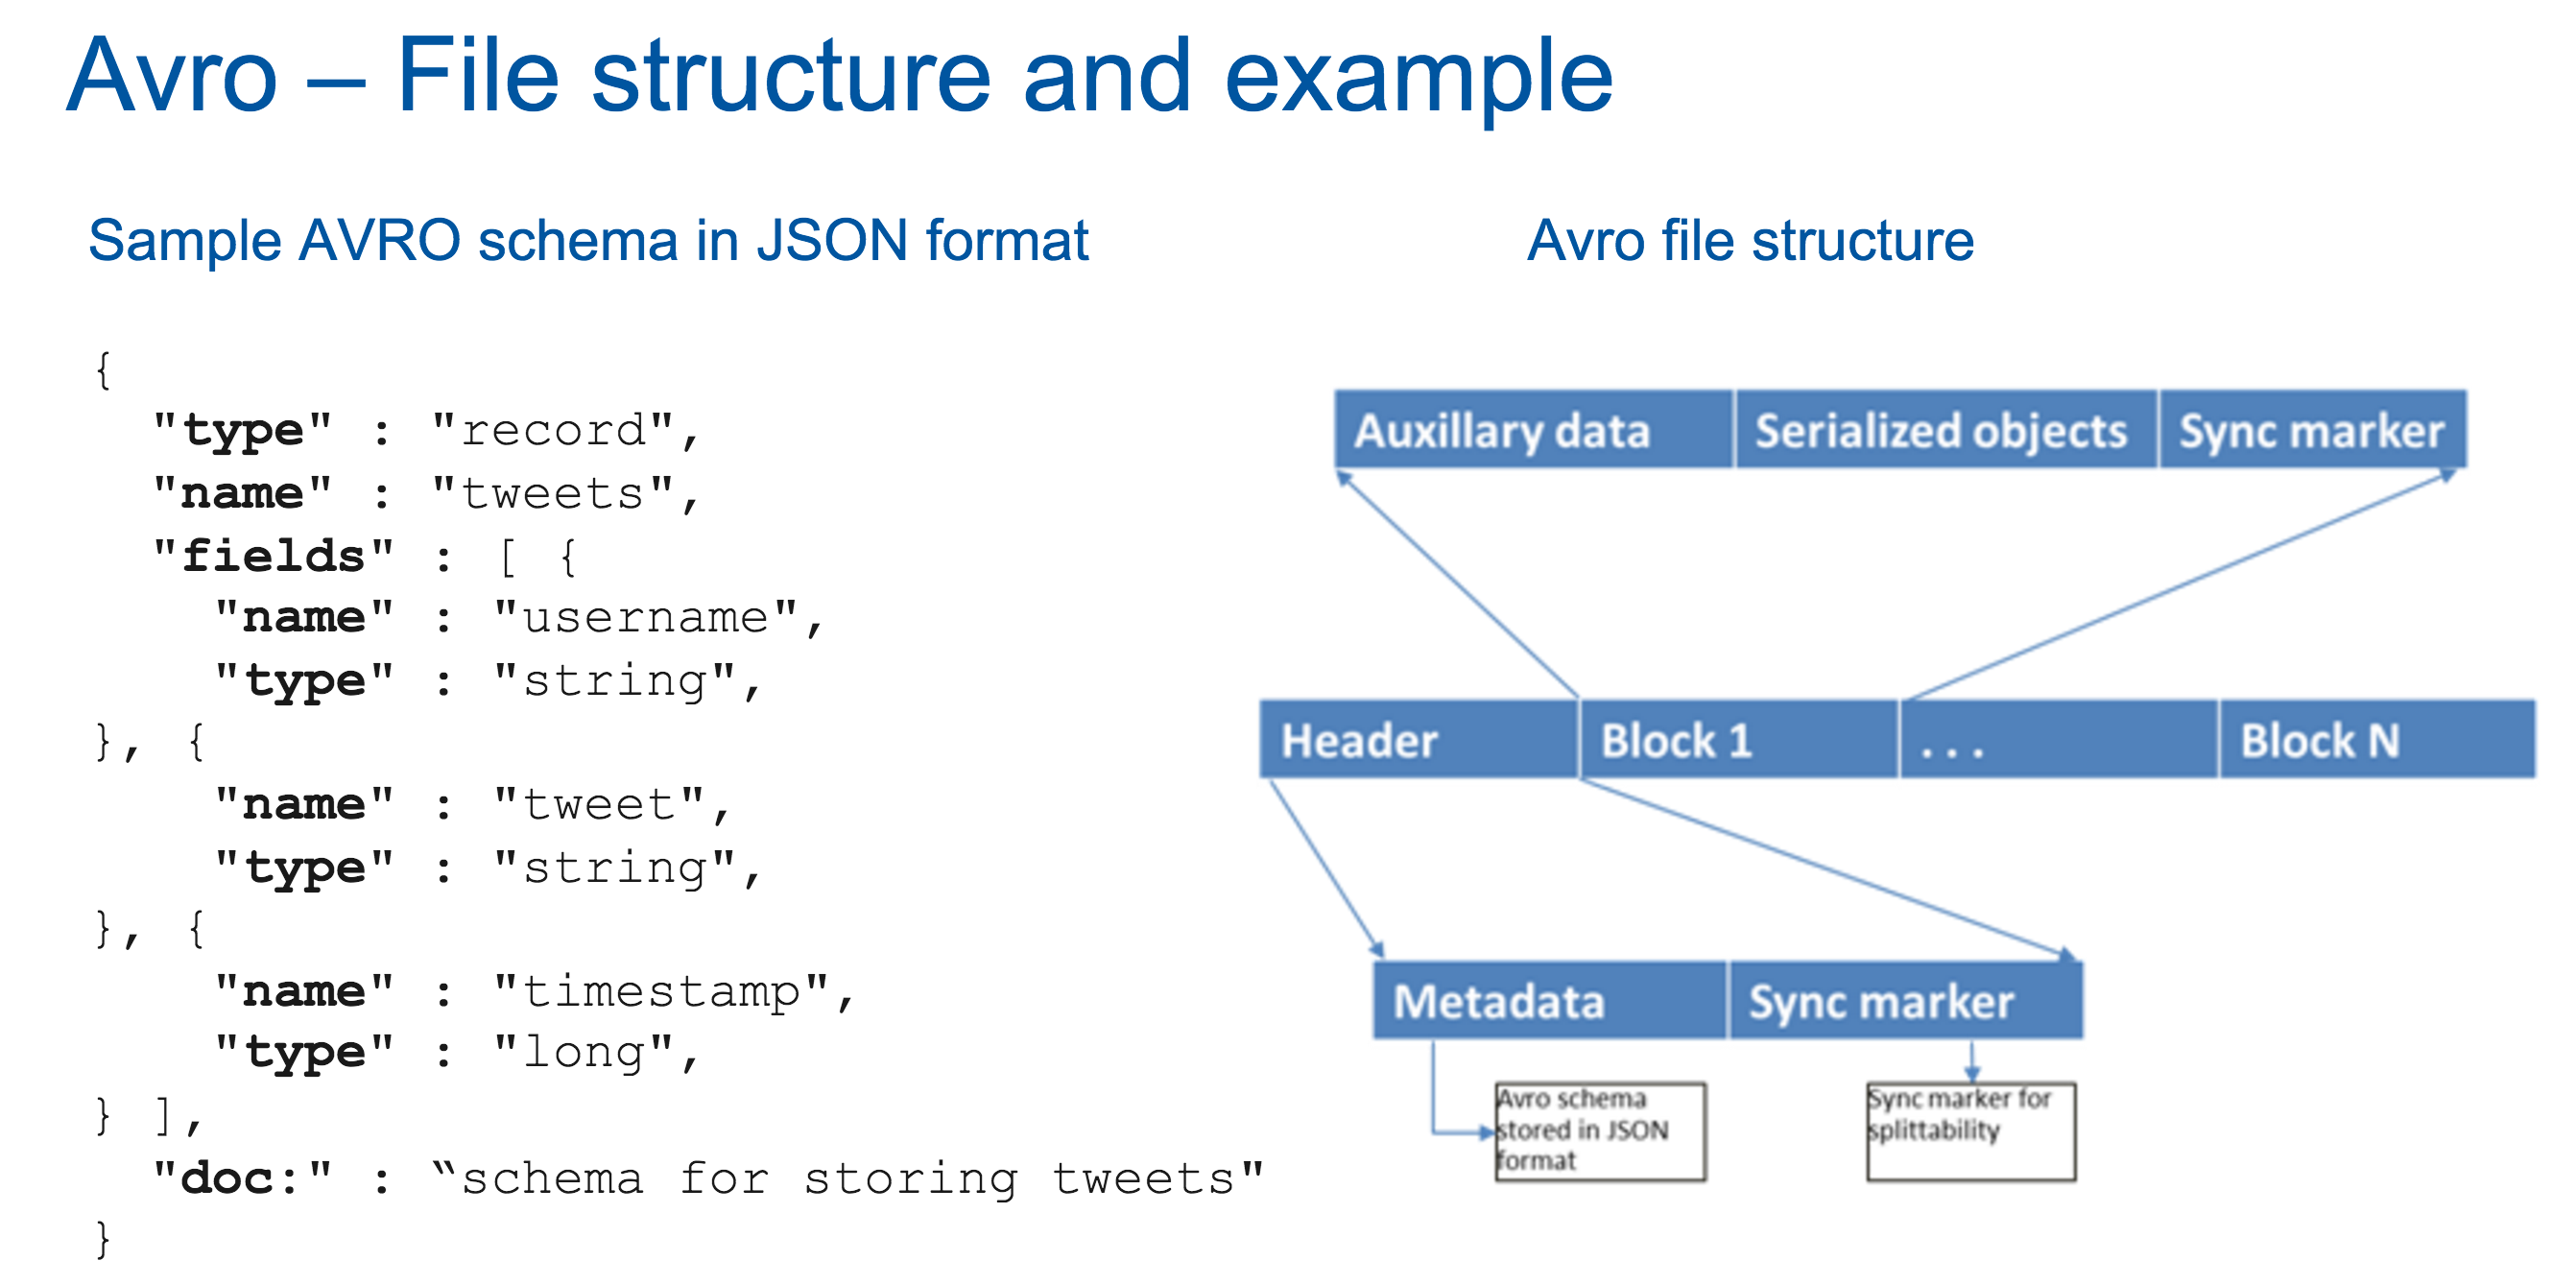 Avro – File structure and example
Sample AVRO schema in JSON format
{
"type" : "record",
"name" : "tweets",
"fields" : [ {
"name" : "username",
"type" : "string",
}, {
"name" : "tweet",
"type" : "string",
}, {
"name" : "timestamp",
"type" : "long",
} ],
"doc:" : “schema for storing tweets"
}
Avro file structure
Auxillary data
Serialized objects
Sync marker
Header
Block 1
. . .
Block N
Metadata
Sync marker
Avro schema
stored in JSON
format
Sync marker for
splittability